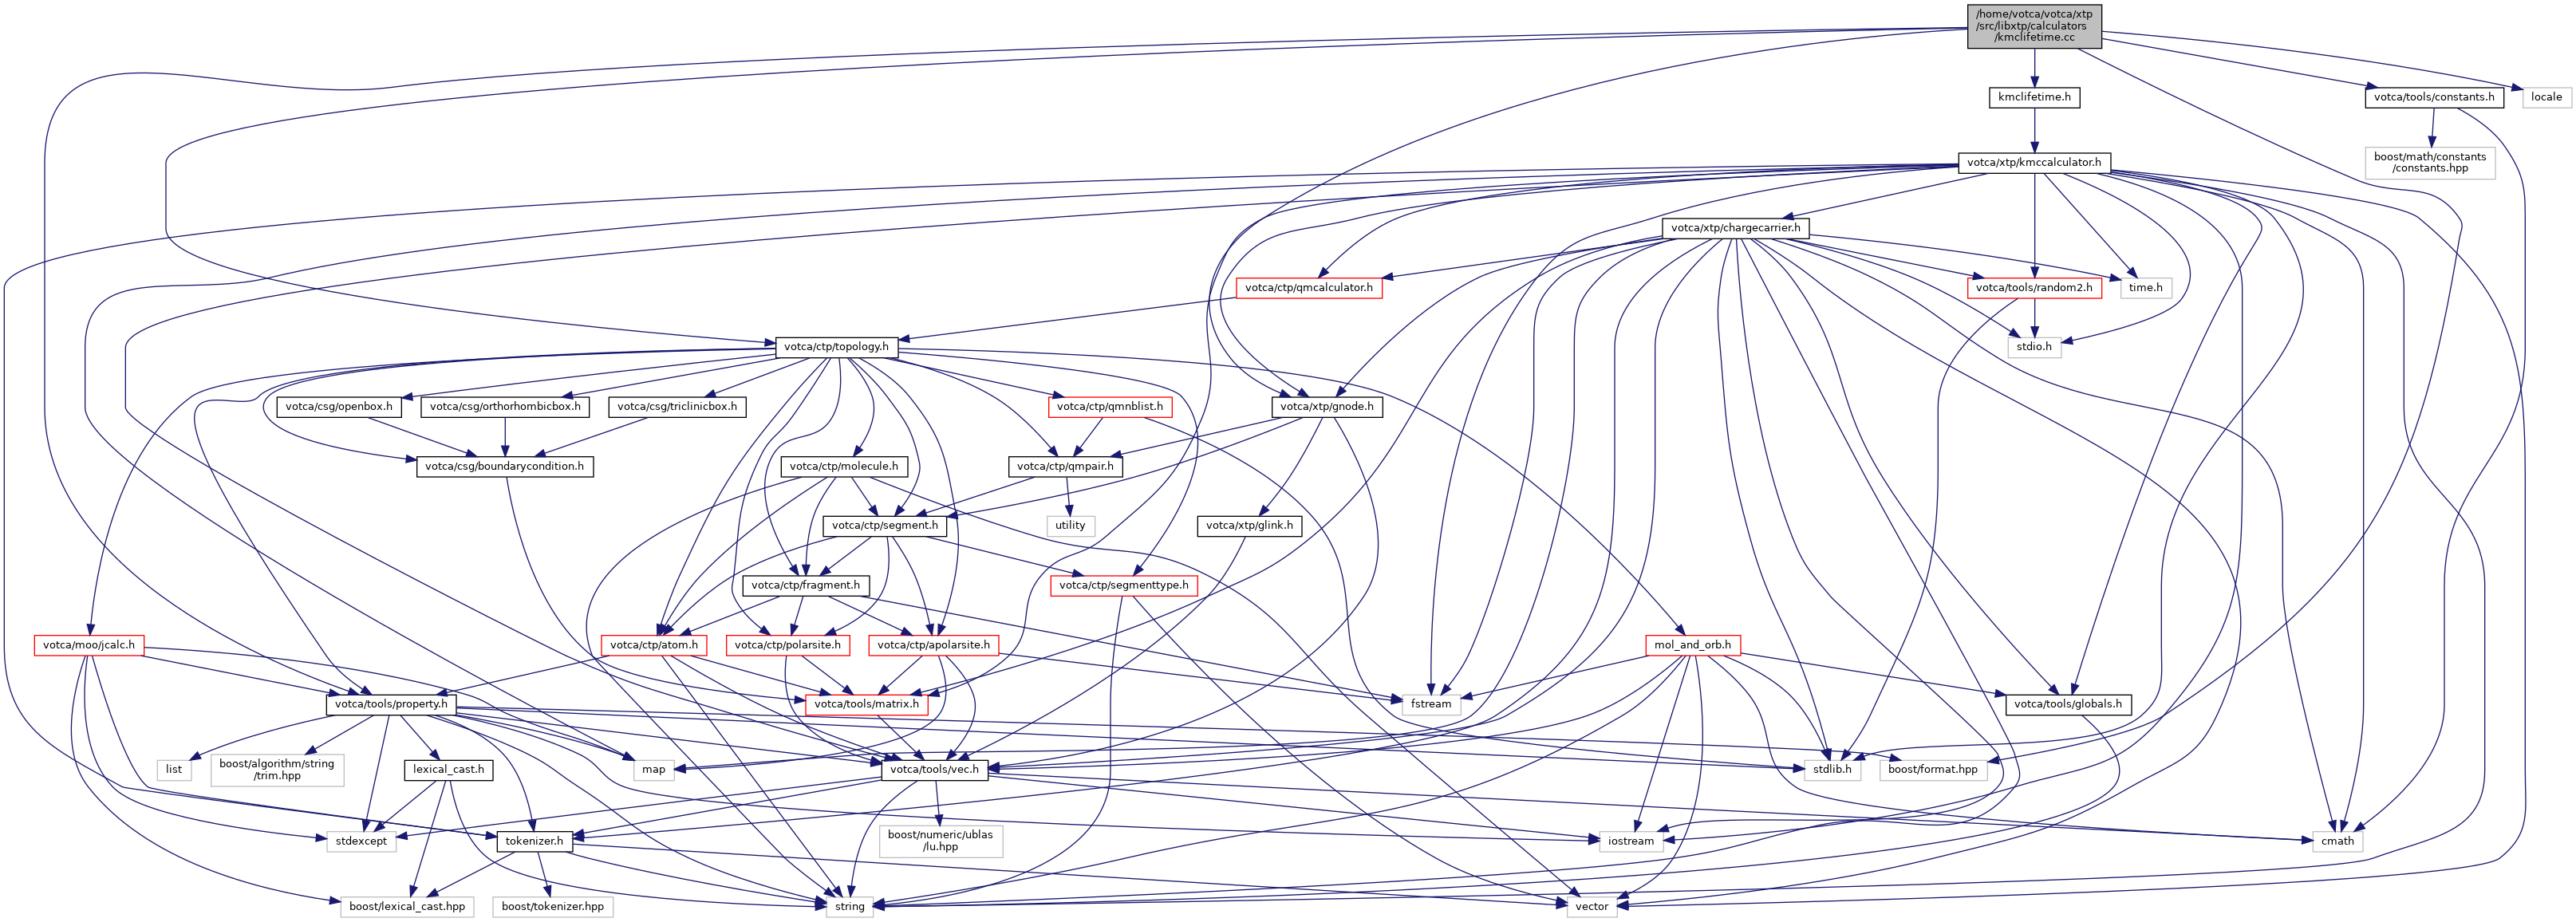 /home/votca/votca/xtp
/src/libxtp/calculators
/kmclifetime.cc
kmclifetime.h
votca/tools/constants.h
locale
votca/xtp/kmccalculator.h
boost/math/constants
/constants.hpp
votca/xtp/chargecarrier.h
votca/ctp/qmcalculator.h
votca/tools/random2.h
time.h
votca/ctp/topology.h
stdio.h
votca/csg/openbox.h
votca/csg/orthorhombicbox.h
votca/csg/triclinicbox.h
votca/ctp/qmnblist.h
votca/xtp/gnode.h
votca/csg/boundarycondition.h
votca/ctp/molecule.h
votca/ctp/qmpair.h
votca/ctp/segment.h
utility
votca/xtp/glink.h
votca/ctp/fragment.h
votca/ctp/segmenttype.h
votca/moo/jcalc.h
votca/ctp/atom.h
votca/ctp/polarsite.h
votca/ctp/apolarsite.h
mol_and_orb.h
votca/tools/property.h
votca/tools/matrix.h
fstream
votca/tools/globals.h
list
boost/algorithm/string
/trim.hpp
lexical_cast.h
map
votca/tools/vec.h
stdlib.h
boost/format.hpp
stdexcept
tokenizer.h
boost/numeric/ublas
/lu.hpp
iostream
cmath
boost/lexical_cast.hpp
boost/tokenizer.hpp
string
vector